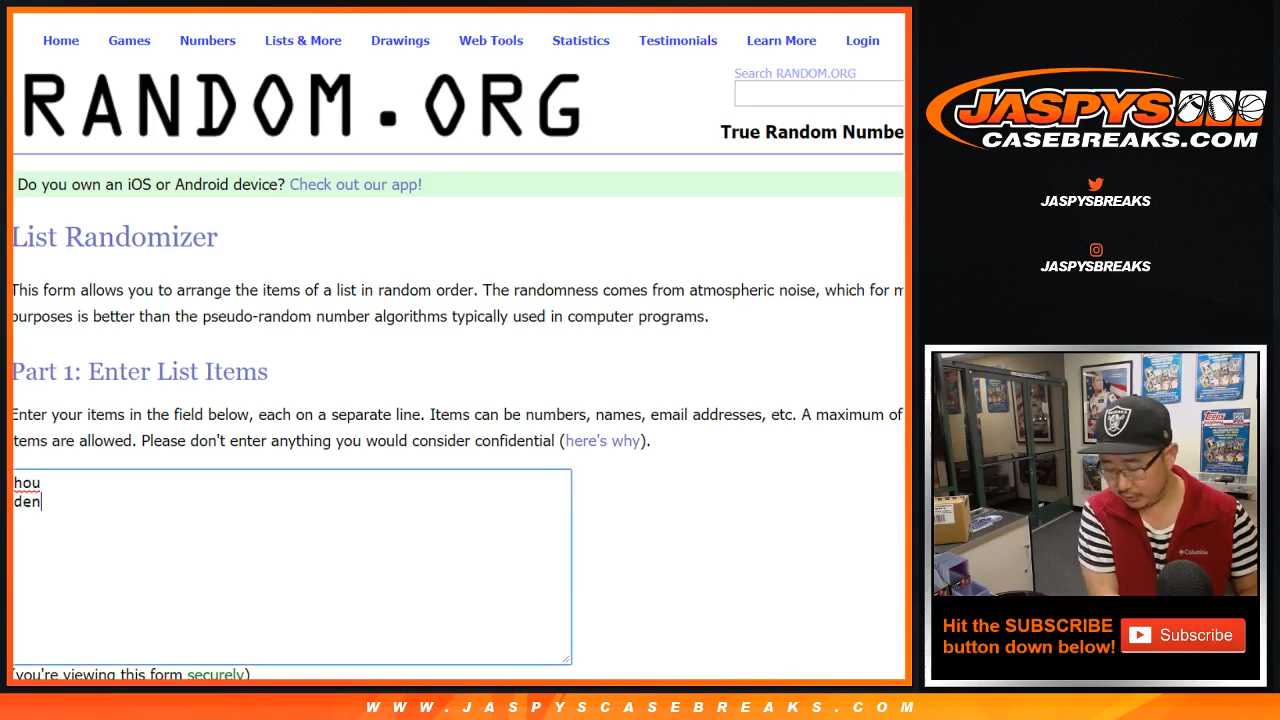 Home Games Numbers Lists & More Drawings Web Tools Statistics Testimonials Learn More Login
RANDOM.ORG
Search RANDOM.ORG
True Random Numbe
Do you own an iOS or Android device? Check out our app!
List Randomizer
This form allows you to arrange the items of a list in random order. The randomness comes from atmospheric noise, which for m
purposes is better than the pseudo-random number algorithms typically used in computer programs.
Part 1: Enter List Items
Enter your items in the field below, each on a separate line. Items can be numbers, names, email addresses, etc. A maximum of
items are allowed. Please don't enter anything you would consider confidential (here's why).
hou
den
(you're viewing this form securely)
JASPYS
CASEBREAKS.COM
JASPYSBREAKS
JASPYSBREAKS
RAIDERS
Columbia
Topps
Hit the SUBSCRIBE
button down below!
Subscribe
WWW.JASPYSCASEBREAKS.COM